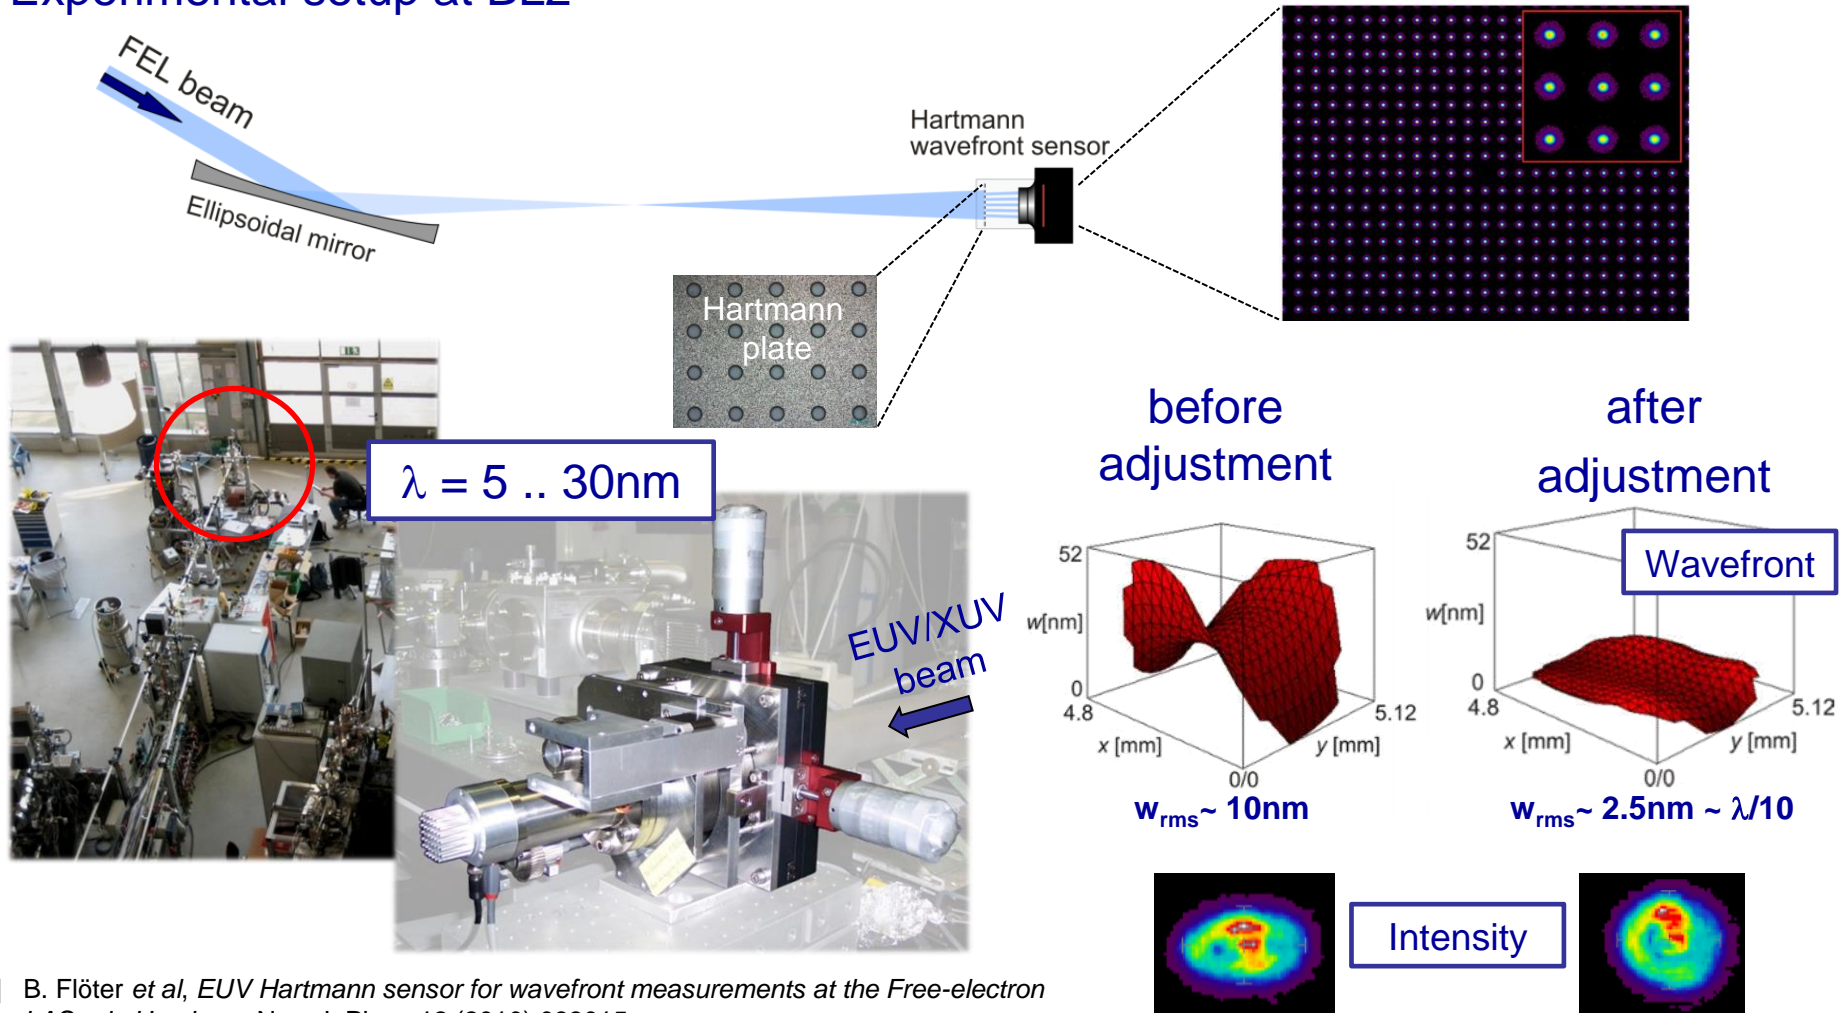 FEL beam
Ellipsoidal mirror
Hartmann
wavefront sensor
Hartmann
plate
λ = 5 .. 30nm
EUV/XUV
beam
before
adjustment
after
adjustment
52
w[nm]
0
4.8
x [mm]
0/0
y [mm]
5.12
52
Wavefront
w[nm]
0
4.8
x [mm]
0/0
y [mm]
5.12
wrms~ 10nm
wrms~ 2.5nm ~ λ/10
Intensity
B. Flöter et al, EUV Hartmann sensor for wavefront measurements at the Free-electron